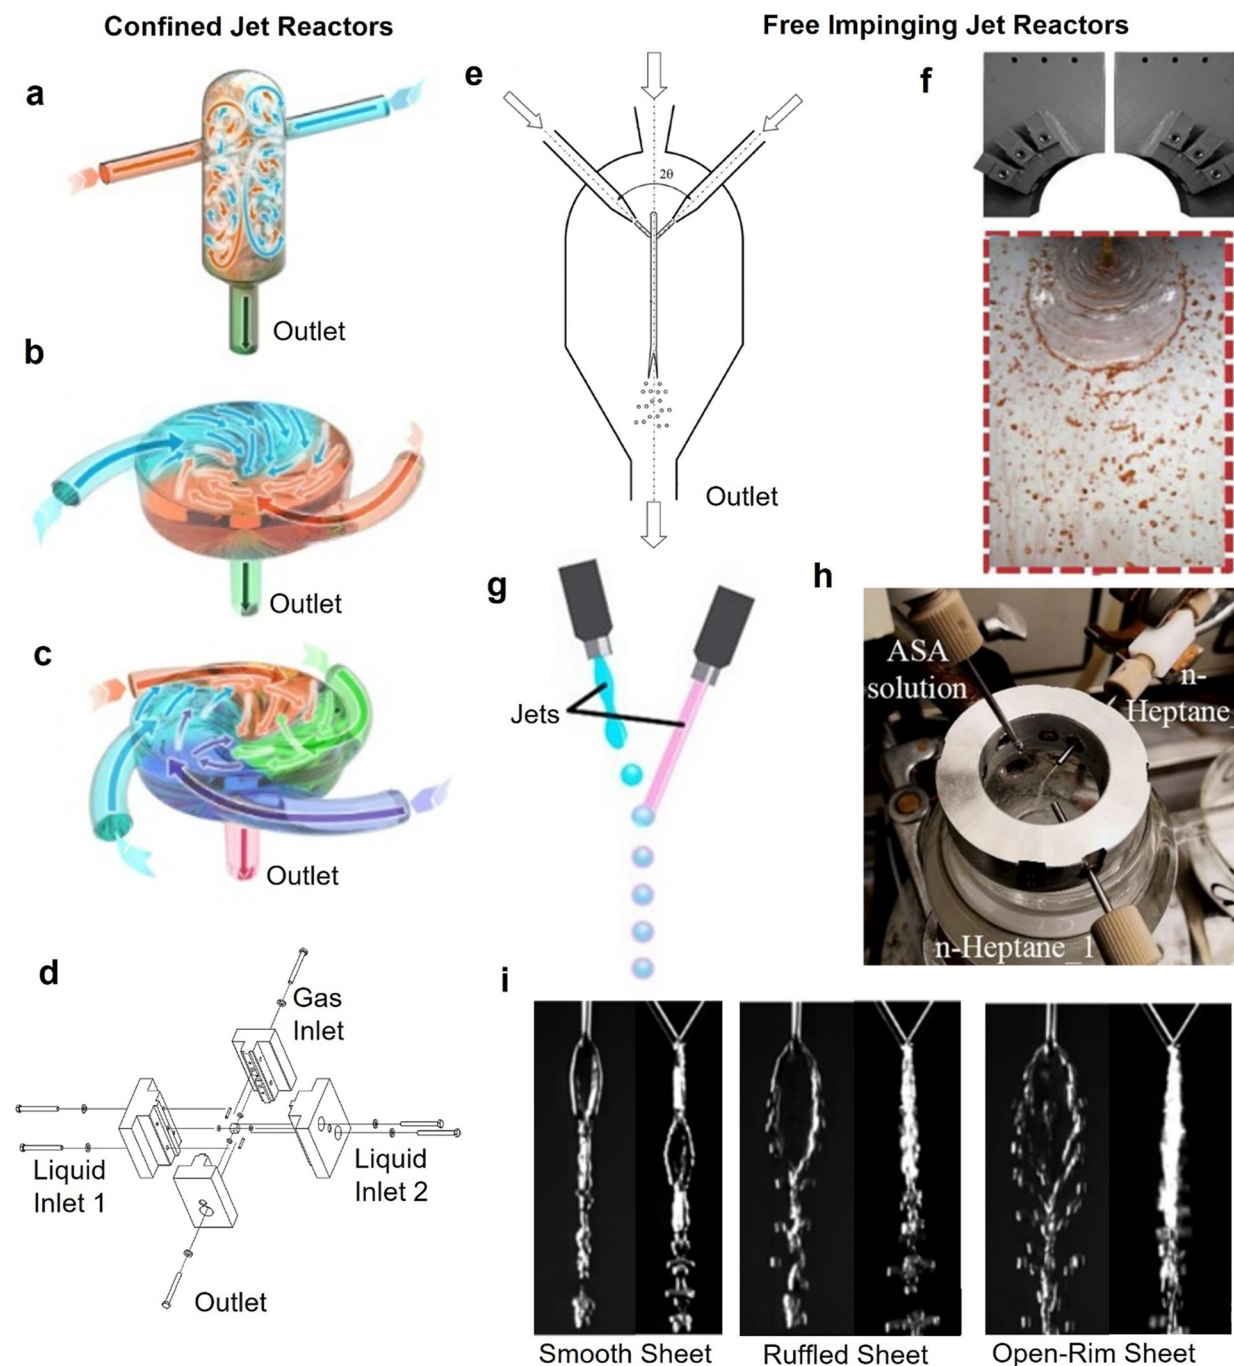 Confined Jet Reactors
Free Impinging Jet Reactors
a
Outlet
b
Outlet
c
Outlet
d
Gas
Inlet
Liquid
Inlet 1
Liquid
Inlet 2
Outlet
e
2θ
Outlet
f
g
Jets
h
ASA
solution
n-
Heptane_
n-Heptane_1
i
Smooth Sheet
Ruffled Sheet
Open-Rim Sheet